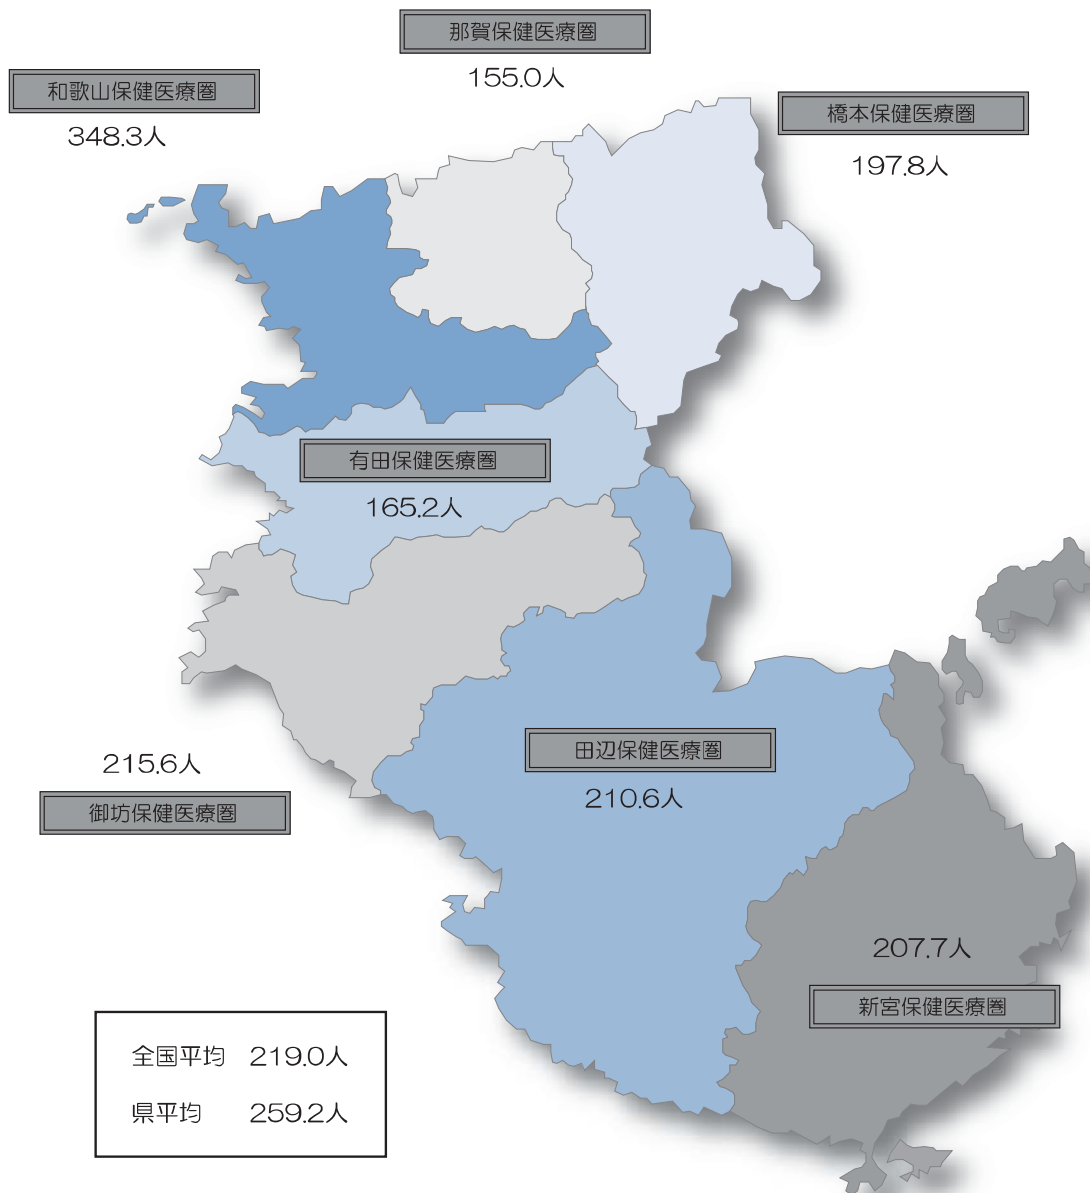 那賀保健医療圏
155.0人
和歌山保健医療圏
348.3人
橋本保健医療圏
197.8人
有田保健医療圏
165.2人
215.6人
御坊保健医療圏
田辺保健医療圏
210.6人
207.7人
新宮保健医療圏
全国平均 219.0人
県平均 259.2人